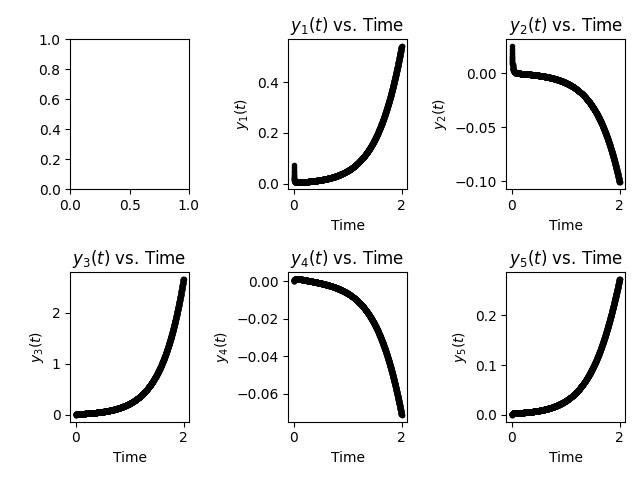 1.0
0.8
0.6
0.4
0.2
0.0
0.0 0.5 1.0
y₁(t) vs. Time
y₁(t)
0.4
0.2
0.0
0 2
Time
y₂(t) vs. Time
y₂(t)
0.00
−0.05
−0.10
0 2
Time
y₃(t) vs. Time
y₃(t)
2
1
0
0 2
Time
y₄(t) vs. Time
y₄(t)
0.00
−0.02
−0.04
−0.06
0 2
Time
y₅(t) vs. Time
y₅(t)
0.2
0.1
0.0
0 2
Time